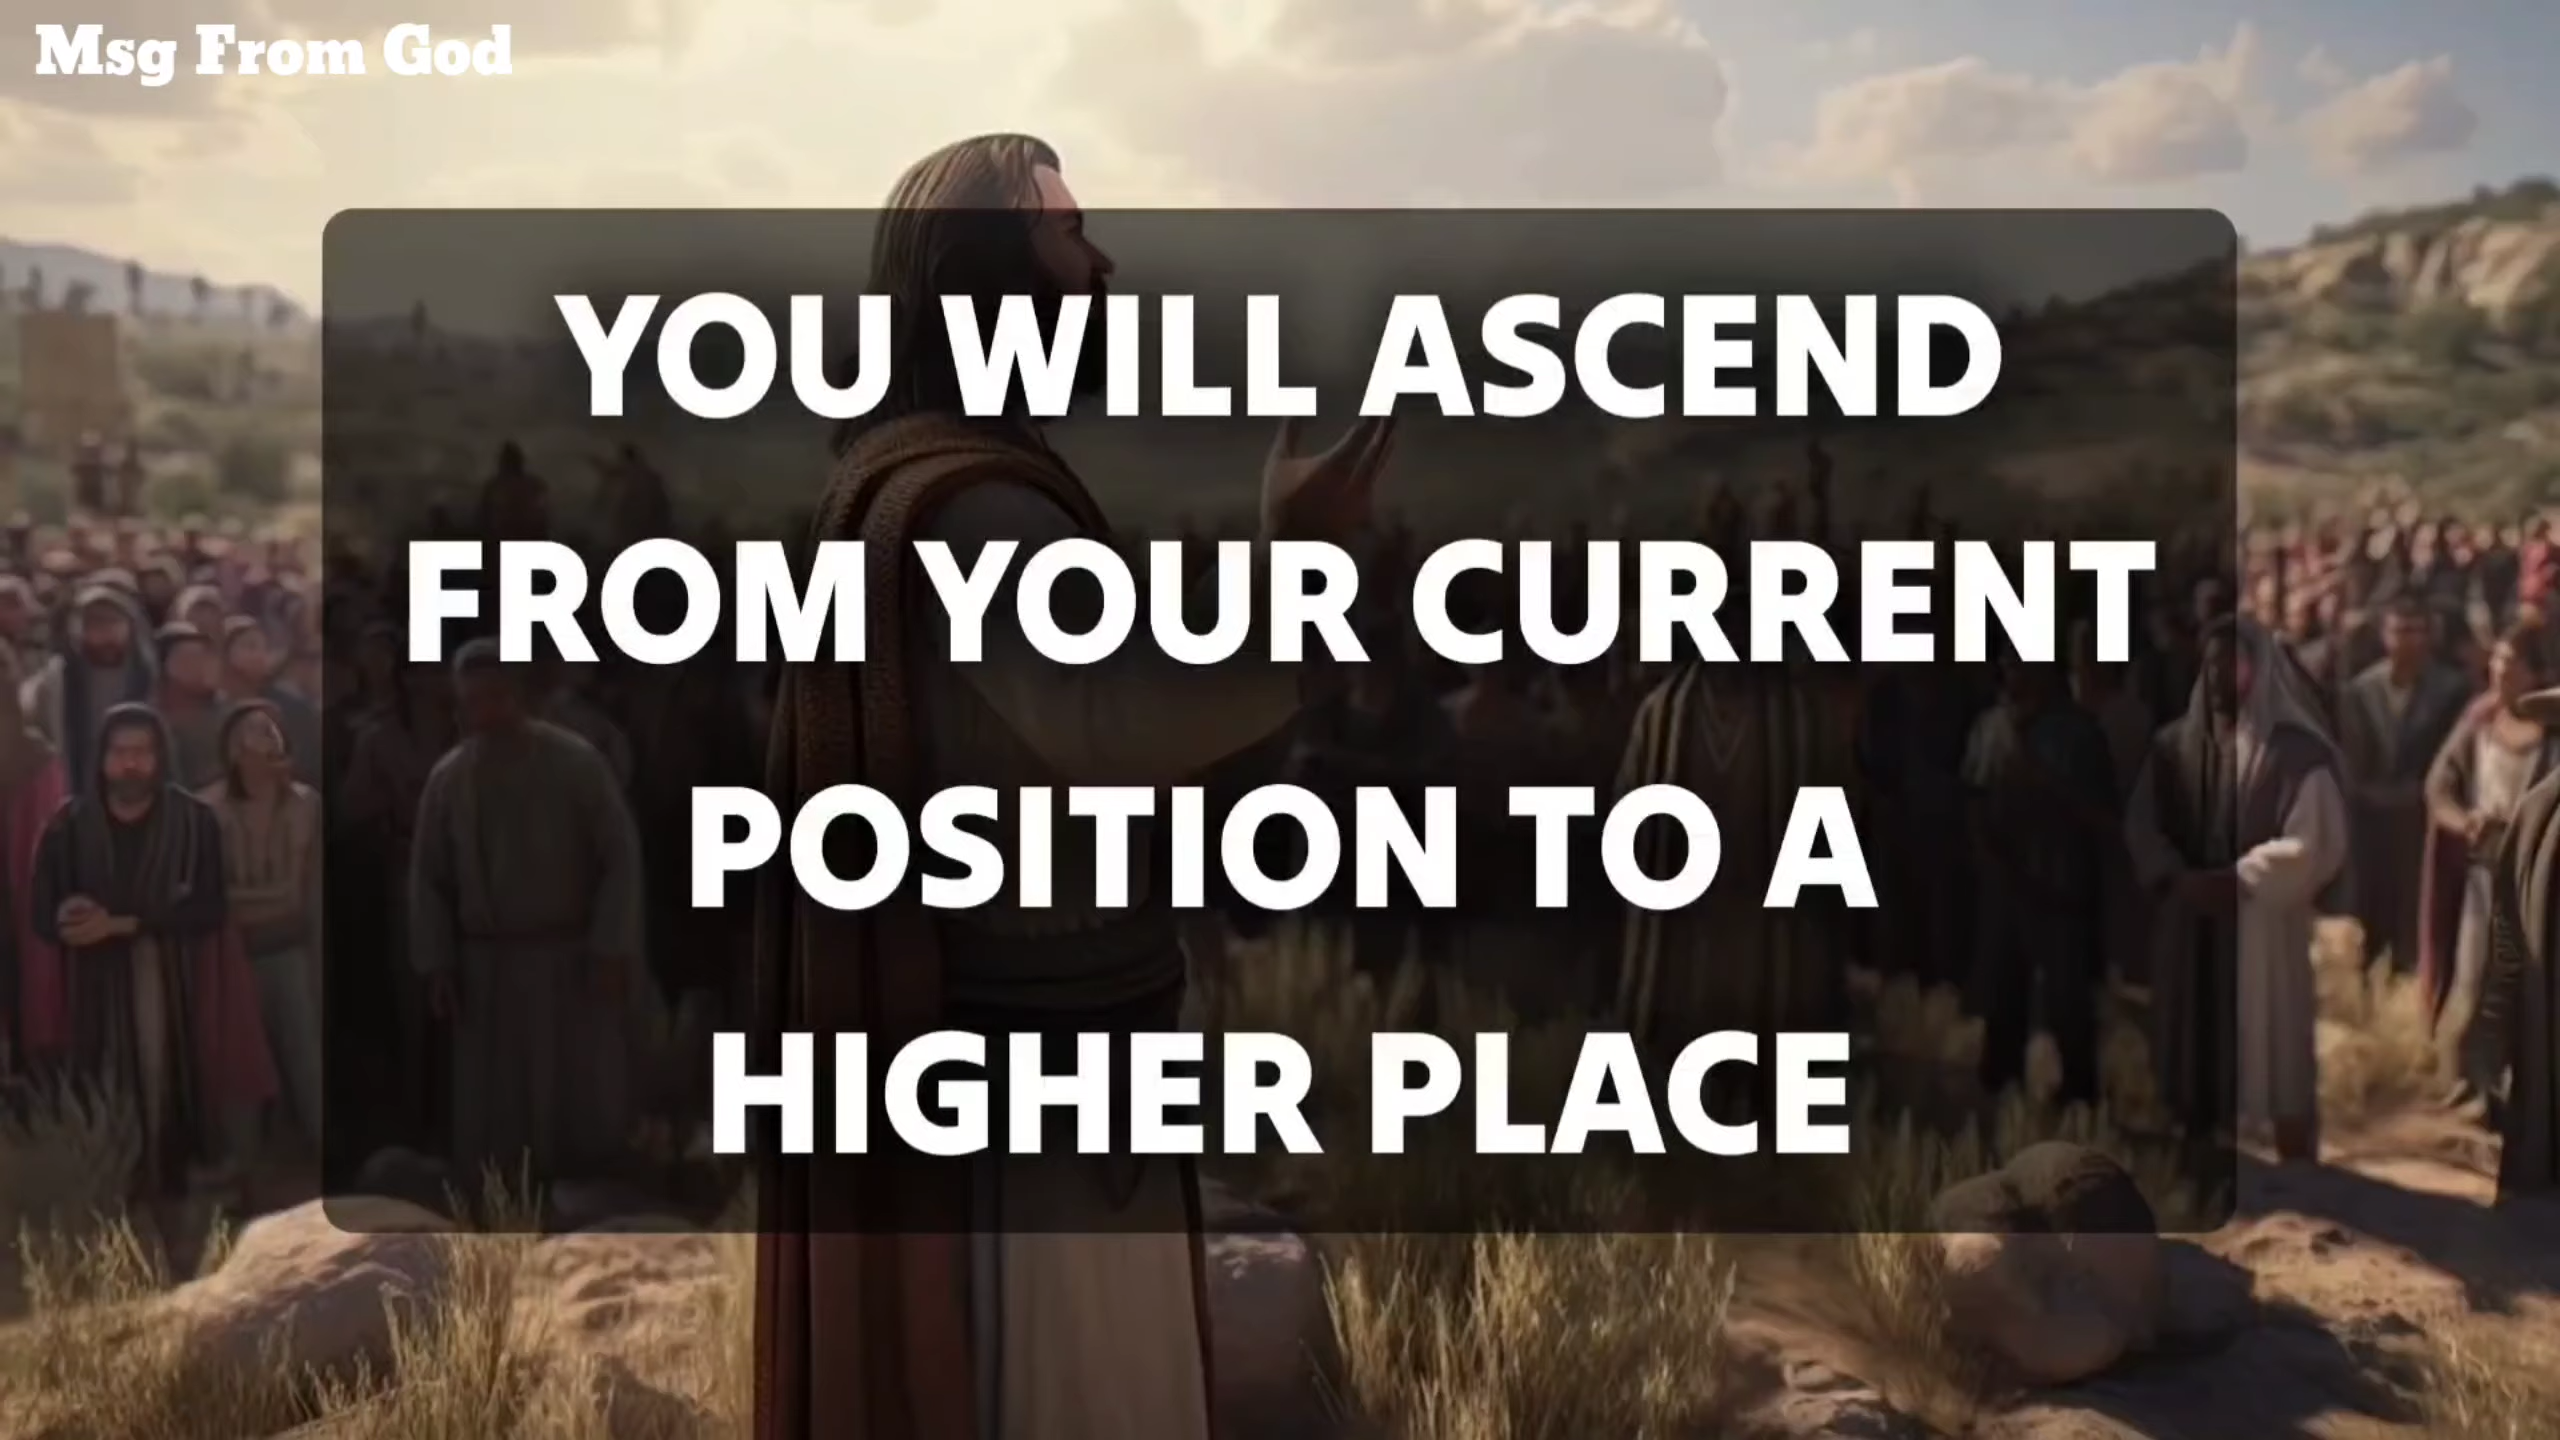 Msg From God
YOU WILL ASCEND
FROM YOUR CURRENT
POSITION TO A
HIGHER PLACE